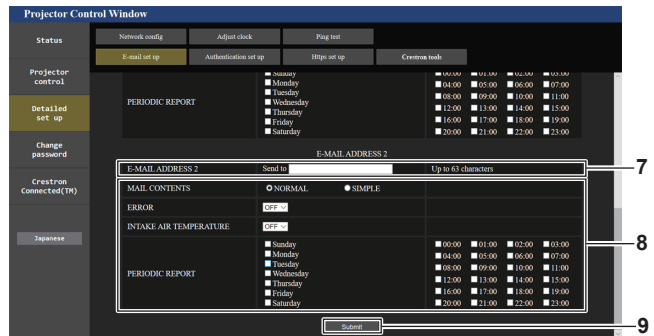 Projector Control Window
Status
Network config Adjust clock Ping test
E-mail set up Authentication set up Https set up Crestron tools
Projector control
Detailed set up
Change password
Crestron Connected(TM)
Japanese
PERIODIC REPORT
Sunday 00:00 01:00 02:00 03:00
Monday 04:00 05:00 06:00 07:00
Tuesday 08:00 09:00 10:00 11:00
Wednesday
Thursday 12:00 13:00 14:00 15:00
Friday 16:00 17:00 18:00 19:00
Saturday 20:00 21:00 22:00 23:00
E-MAIL ADDRESS 2
E-MAIL ADDRESS 2 Send to Up to 63 characters 7
MAIL CONTENTS NORMAL SIMPLE
ERROR OFF
INTAKE AIR TEMPERATURE OFF
8
PERIODIC REPORT
Sunday 00:00 01:00 02:00 03:00
Monday 04:00 05:00 06:00 07:00
Tuesday 08:00 09:00 10:00 11:00
Wednesday
Thursday 12:00 13:00 14:00 15:00
Friday 16:00 17:00 18:00 19:00
Saturday 20:00 21:00 22:00 23:00
Submit 9